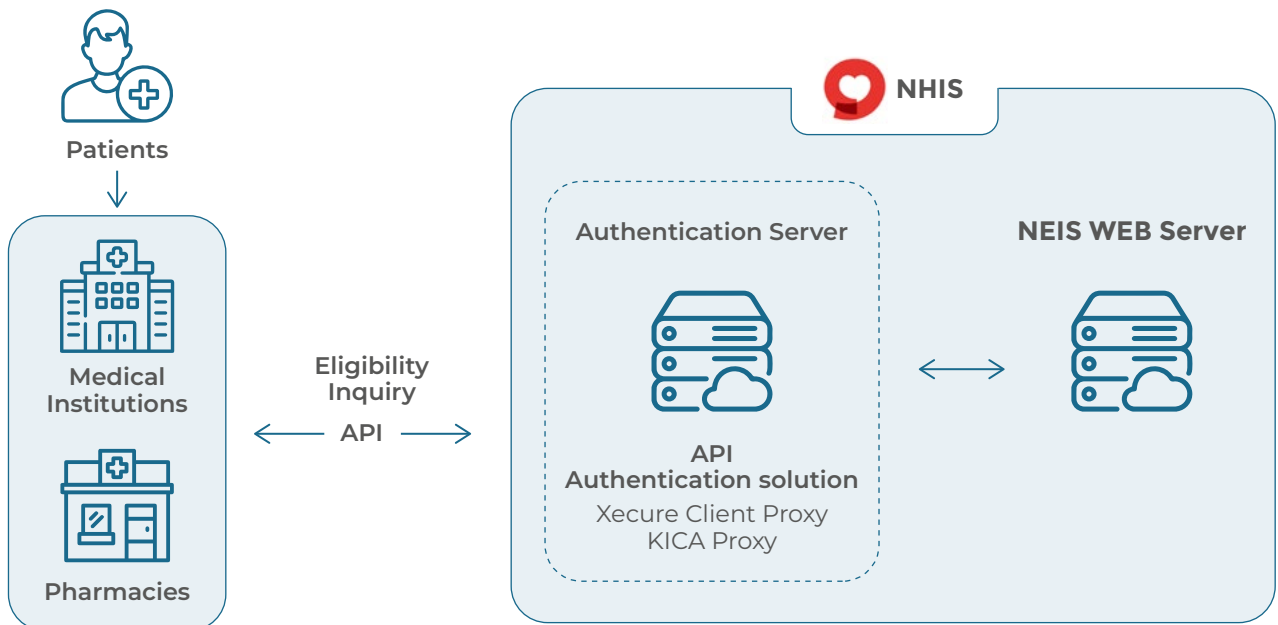 Patients
Medical
Institutions
Pharmacies
Eligibility
Inquiry
API
NHIS
Authentication Server
API
Authentication solution
Xecure Client Proxy
KICA Proxy
NEIS WEB Server